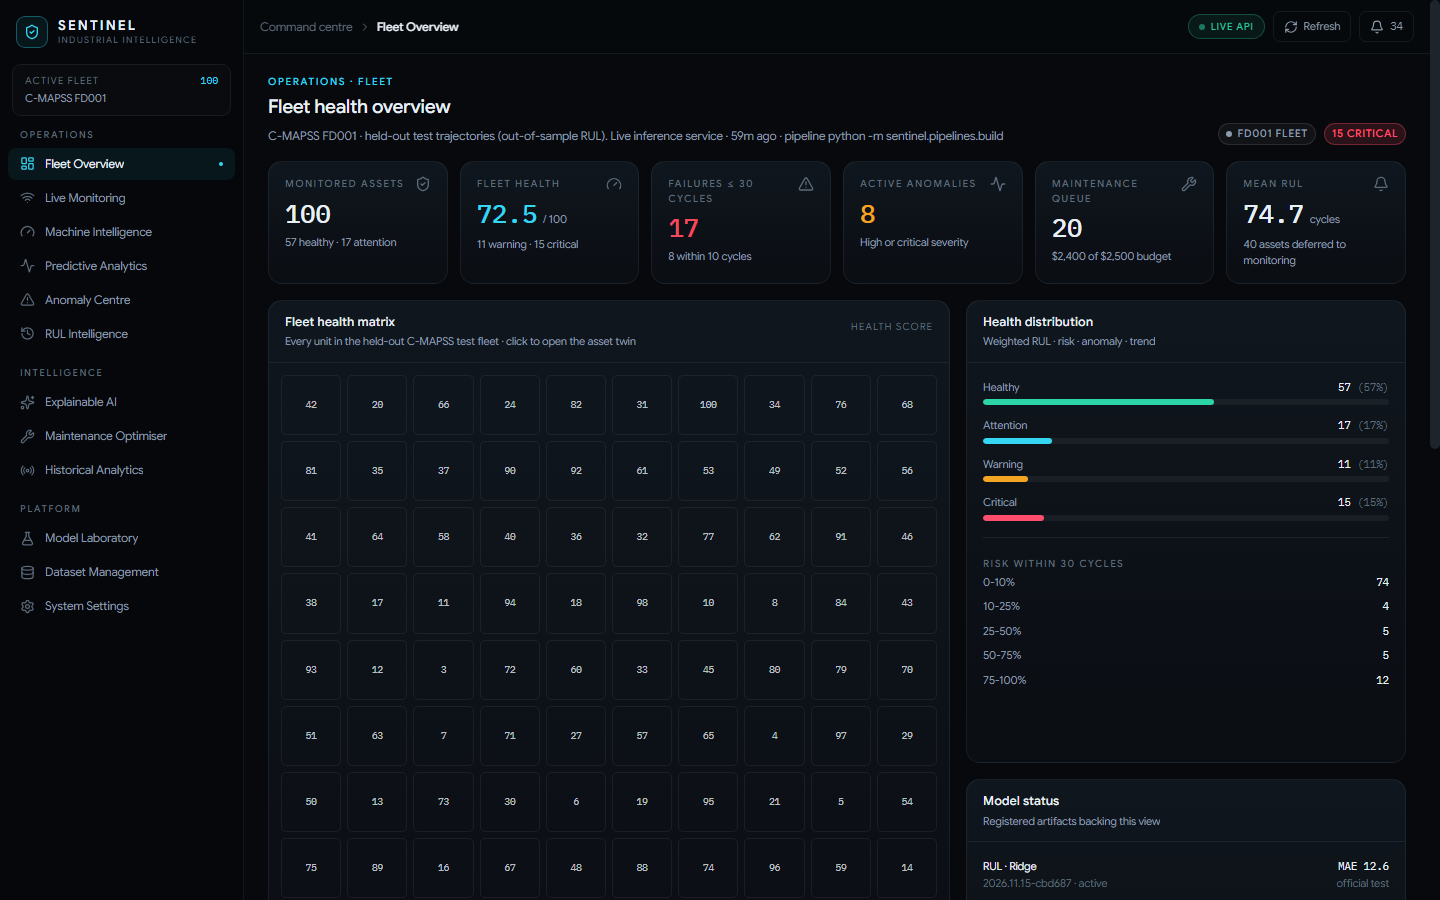 SENTINEL
INDUSTRIAL INTELLIGENCE
ACTIVE FLEET 100
C-MAPSS FD001
OPERATIONS
Fleet Overview
Live Monitoring
Machine Intelligence
Predictive Analytics
Anomaly Centre
RUL Intelligence
INTELLIGENCE
Explainable AI
Maintenance Optimiser
Historical Analytics
PLATFORM
Model Laboratory
Dataset Management
System Settings
Command centre > Fleet Overview
LIVE API
Refresh
34
OPERATIONS · FLEET
Fleet health overview
C-MAPSS FD001 · held-out test trajectories (out-of-sample RUL). Live inference service · 59m ago · pipeline python -m sentinel.pipelines.build
FD001 FLEET
15 CRITICAL
MONITORED ASSETS
100
57 healthy · 17 attention
FLEET HEALTH
72.5 / 100
11 warning · 15 critical
FAILURES ≤ 30
CYCLES
17
8 within 10 cycles
ACTIVE ANOMALIES
8
High or critical severity
MAINTENANCE
QUEUE
20
$2,400 of $2,500 budget
MEAN RUL
74.7 cycles
40 assets deferred to
monitoring
Fleet health matrix
Every unit in the held-out C-MAPSS test fleet · click to open the asset twin
HEALTH SCORE
42 20 66 24 82 31 100 34 76 68
81 35 37 90 92 61 53 49 52 56
41 64 58 40 36 32 77 62 91 46
38 17 11 94 18 98 10 8 84 43
93 12 3 72 60 33 45 80 79 70
51 63 7 71 27 57 65 4 97 29
50 13 73 30 6 19 95 21 5 54
75 89 16 67 48 88 74 96 59 14
Health distribution
Weighted RUL · risk · anomaly · trend
Healthy 57 (57%)
Attention 17 (17%)
Warning 11 (11%)
Critical 15 (15%)
RISK WITHIN 30 CYCLES
0-10% 74
10-25% 4
25-50% 5
50-75% 5
75-100% 12
Model status
Registered artifacts backing this view
RUL · Ridge MAE 12.6
2026.11.15-cbd687 · active official test